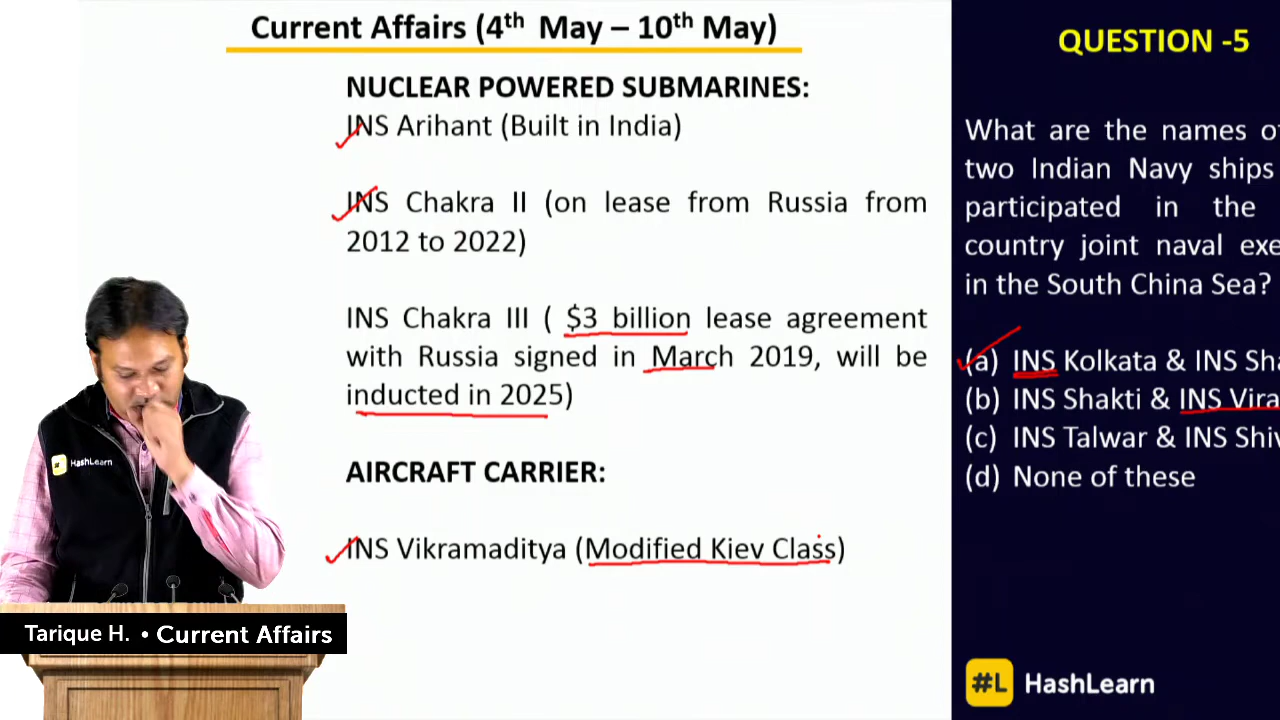 Current Affairs (4th May – 10th May)
NUCLEAR POWERED SUBMARINES:
INS Arihant (Built in India)
INS Chakra II (on lease from Russia from
2012 to 2022)
INS Chakra III ( $3 billion lease agreement
with Russia signed in March 2019, will be
inducted in 2025)
AIRCRAFT CARRIER:
INS Vikramaditya (Modified Kiev Class)
QUESTION -5
What are the names
two Indian Navy ships
participated in the
country joint naval
in the South China Sea?
(a) INS Kolkata & INS
(b) INS Shakti & INS
(c) INS Talwar & INS
(d) None of these
#L HashLearn
HashLearn
Tarique H. • Current Affairs